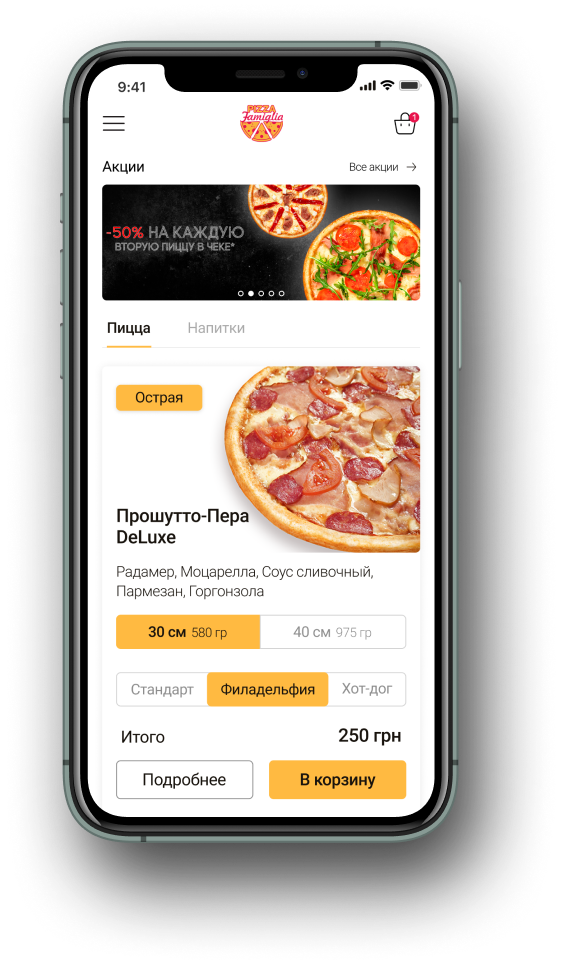 9:41
PIZZA
Famiglia
1
Акции
Все акции
-50% НА КАЖДУЮ
ВТОРУЮ ПИЦЦУ В ЧЕКЕ*
Пицца Напитки
Острая
Прошутто-Пера
DeLuxe
Радамер, Моцарелла, Соус сливочный,
Пармезан, Горгонзола
30 см 580 гр 40 см 975 гр
Стандарт Филадельфия Хот-дог
Итого 250 грн
Подробнее В корзину